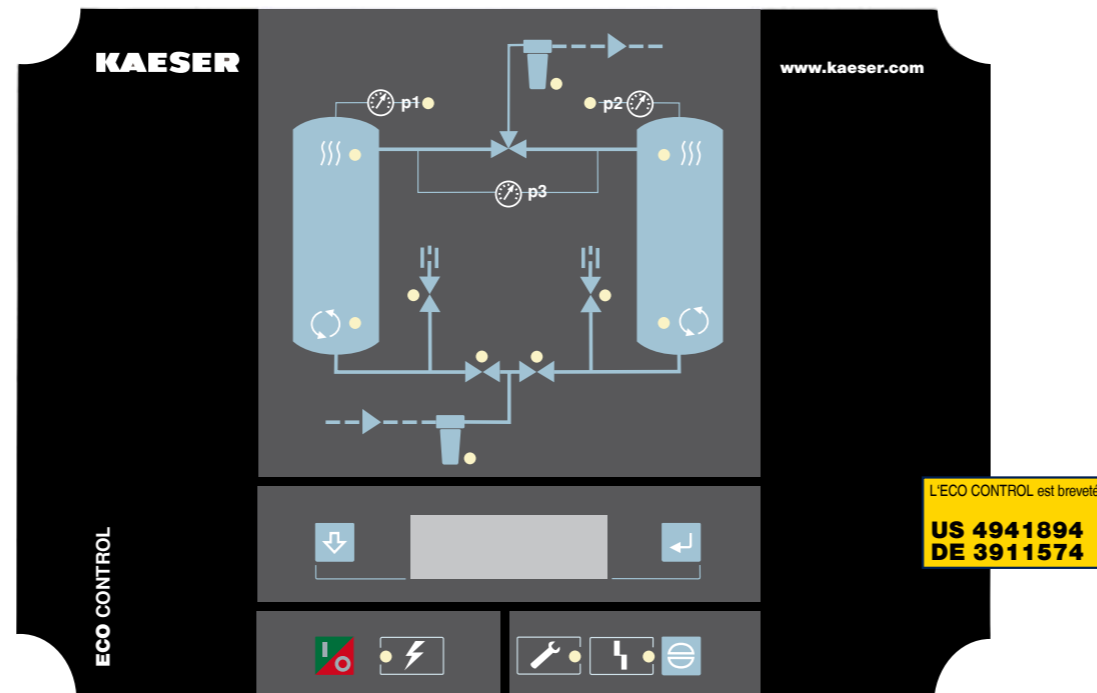 KAESER
www.kaeser.com
p1
p2
p3
L'ECO CONTROL est breveté
US 4941894
DE 3911574
ECO CONTROL
I
O